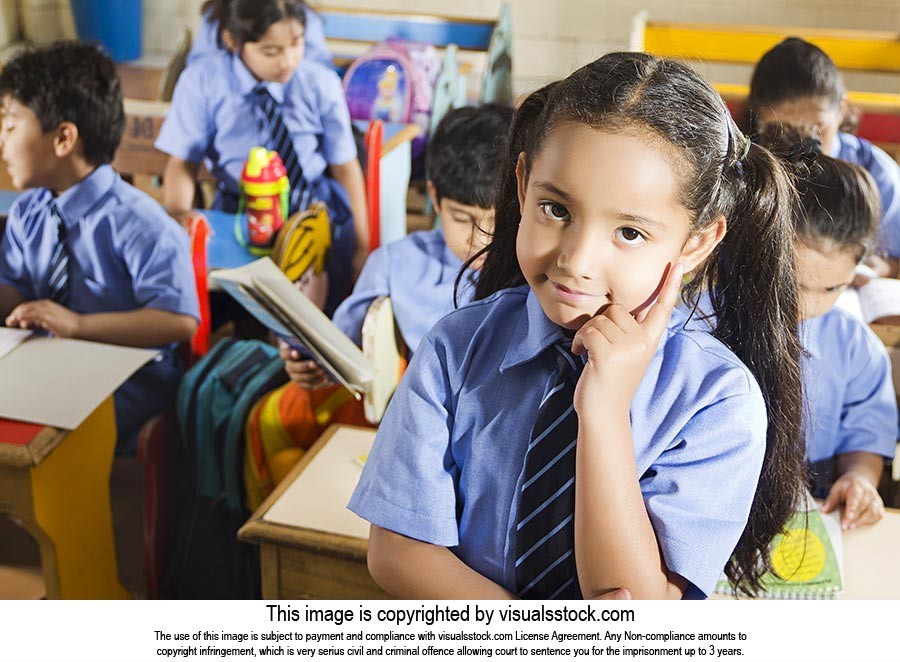 This image is copyrighted by visualsstock.com
The use of this image is subject to payment and compliance with visualsstock.com License Agreement. Any Non-compliance amounts to
copyright infringement, which is very serius civil and criminal offence allowing court to sentence you for the imprisonment up to 3 years.